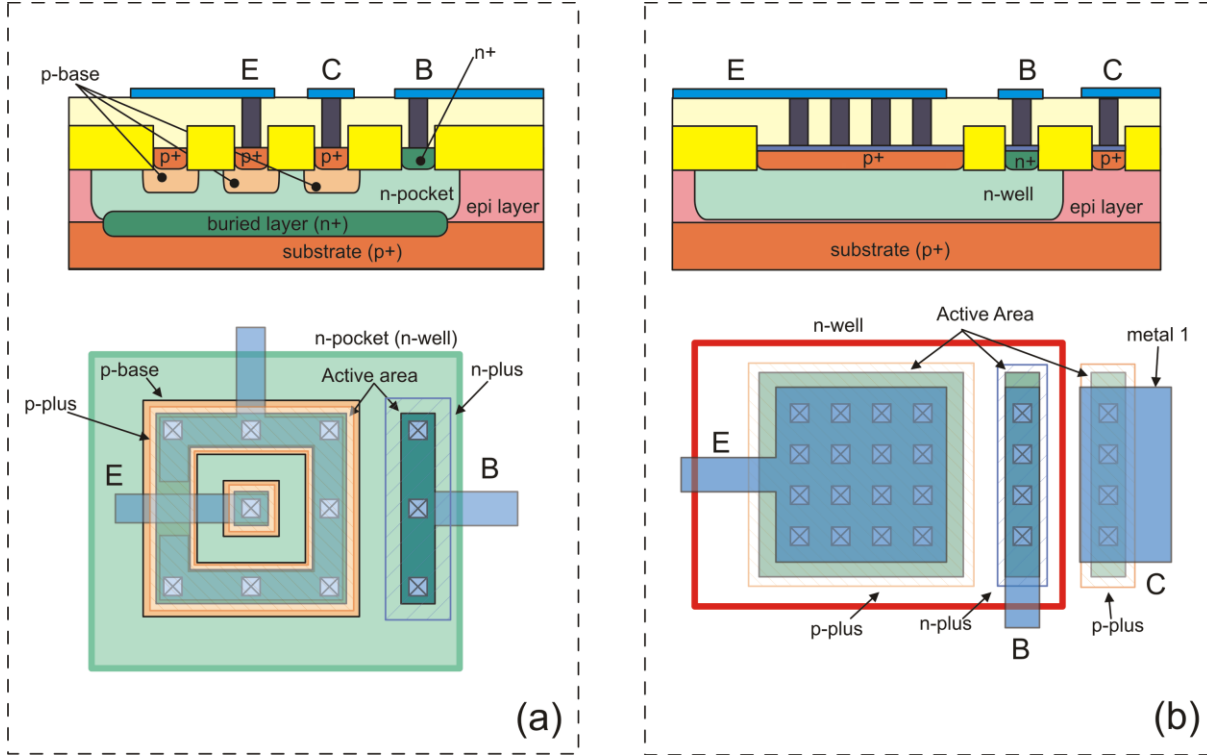 n+
p-base
E
C
B
p+
p+
p+
n-pocket
epi layer
buried layer (n+)
substrate (p+)
n-pocket (n-well)
p-base
Active area
n-plus
p-plus
E
B
(a)
E
B
C
p+
n+
p+
n-well
epi layer
substrate (p+)
Active Area
n-well
metal 1
E
C
p-plus
n-plus
p-plus
B
(b)